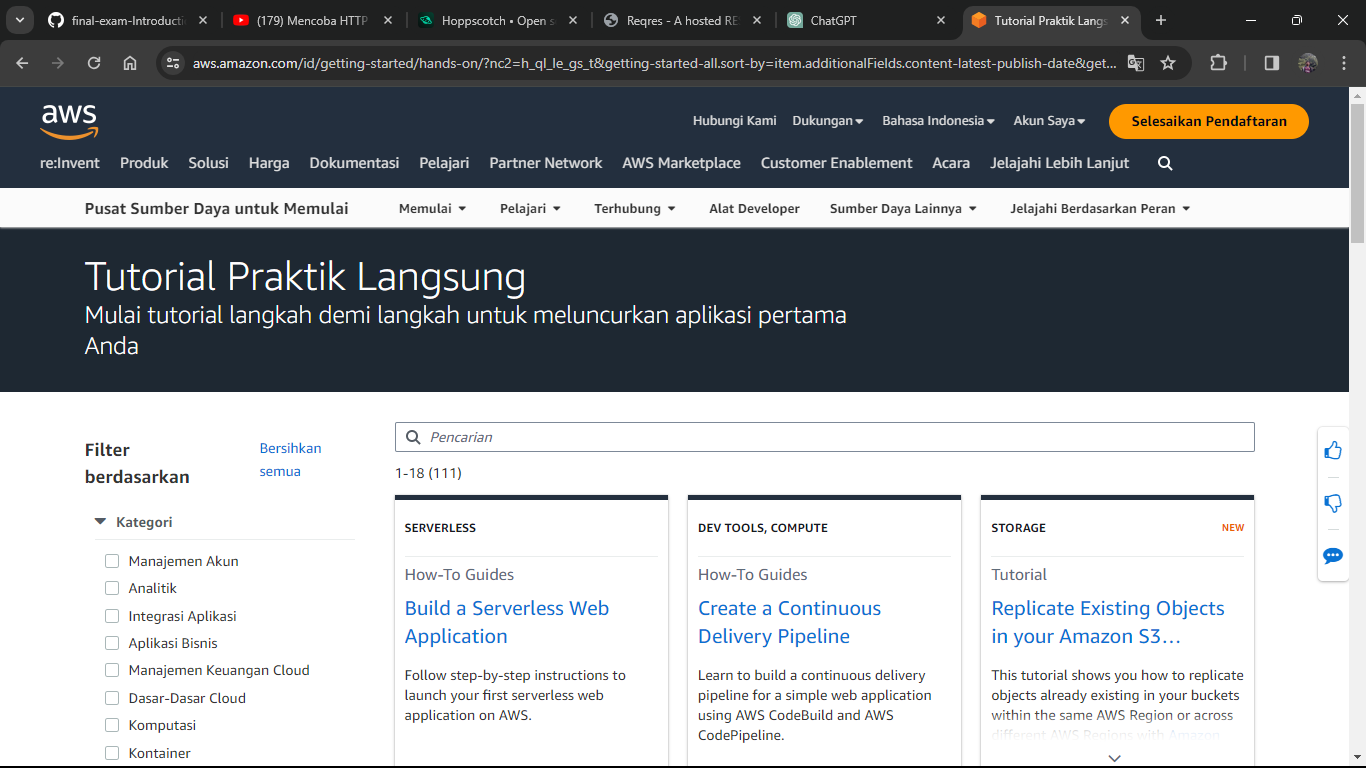 final-exam-Introducti
(179) Mencoba HTTP
Hoppscotch • Open s
Reqres - A hosted RE
ChatGPT
Tutorial Praktik Langs
aws.amazon.com/id/getting-started/hands-on/?nc2=h_ql_le_gs_t&getting-started-all.sort-by=item.additionalFields.content-latest-publish-date&get...
aws
Hubungi Kami
Dukungan
Bahasa Indonesia
Akun Saya
Selesaikan Pendaftaran
re:Invent
Produk
Solusi
Harga
Dokumentasi
Pelajari
Partner Network
AWS Marketplace
Customer Enablement
Acara
Jelajahi Lebih Lanjut
Pusat Sumber Daya untuk Memulai
Memulai
Pelajari
Terhubung
Alat Developer
Sumber Daya Lainnya
Jelajahi Berdasarkan Peran
Tutorial Praktik Langsung
Mulai tutorial langkah demi langkah untuk meluncurkan aplikasi pertama
Anda
Filter
berdasarkan
Bersihkan
semua
Kategori
Manajemen Akun
Analitik
Integrasi Aplikasi
Aplikasi Bisnis
Manajemen Keuangan Cloud
Dasar-Dasar Cloud
Komputasi
Kontainer
Pencarian
1-18 (111)
SERVERLESS
How-To Guides
Build a Serverless Web
Application
Follow step-by-step instructions to
launch your first serverless web
application on AWS.
DEV TOOLS, COMPUTE
How-To Guides
Create a Continuous
Delivery Pipeline
Learn to build a continuous delivery
pipeline for a simple web application
using AWS CodeBuild and AWS
CodePipeline.
STORAGE
NEW
Tutorial
Replicate Existing Objects
in your Amazon S3…
This tutorial shows you how to replicate
objects already existing in your buckets
within the same AWS Region or across
different AWS Regions with Amazon